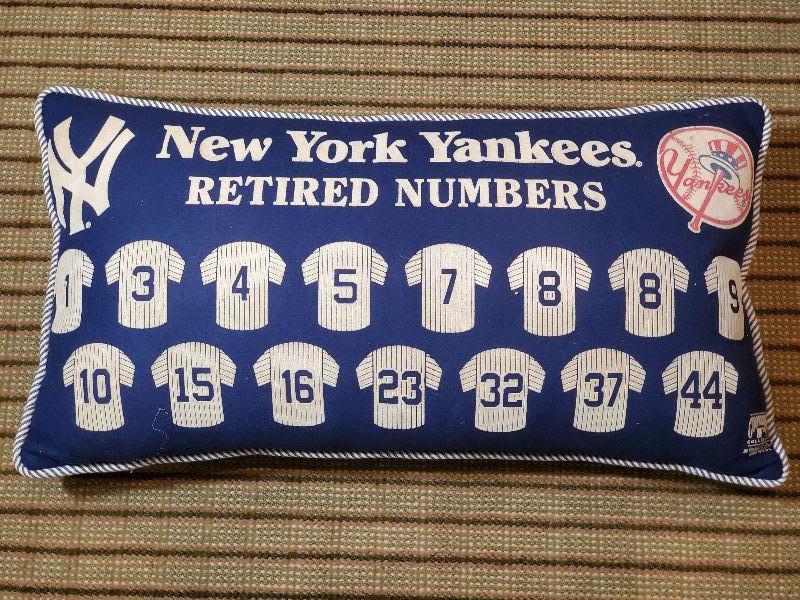 NY
New York Yankees®
RETIRED NUMBERS
Yankees
1 3 4 5 7 8 8 9
10 15 16 23 32 37 44